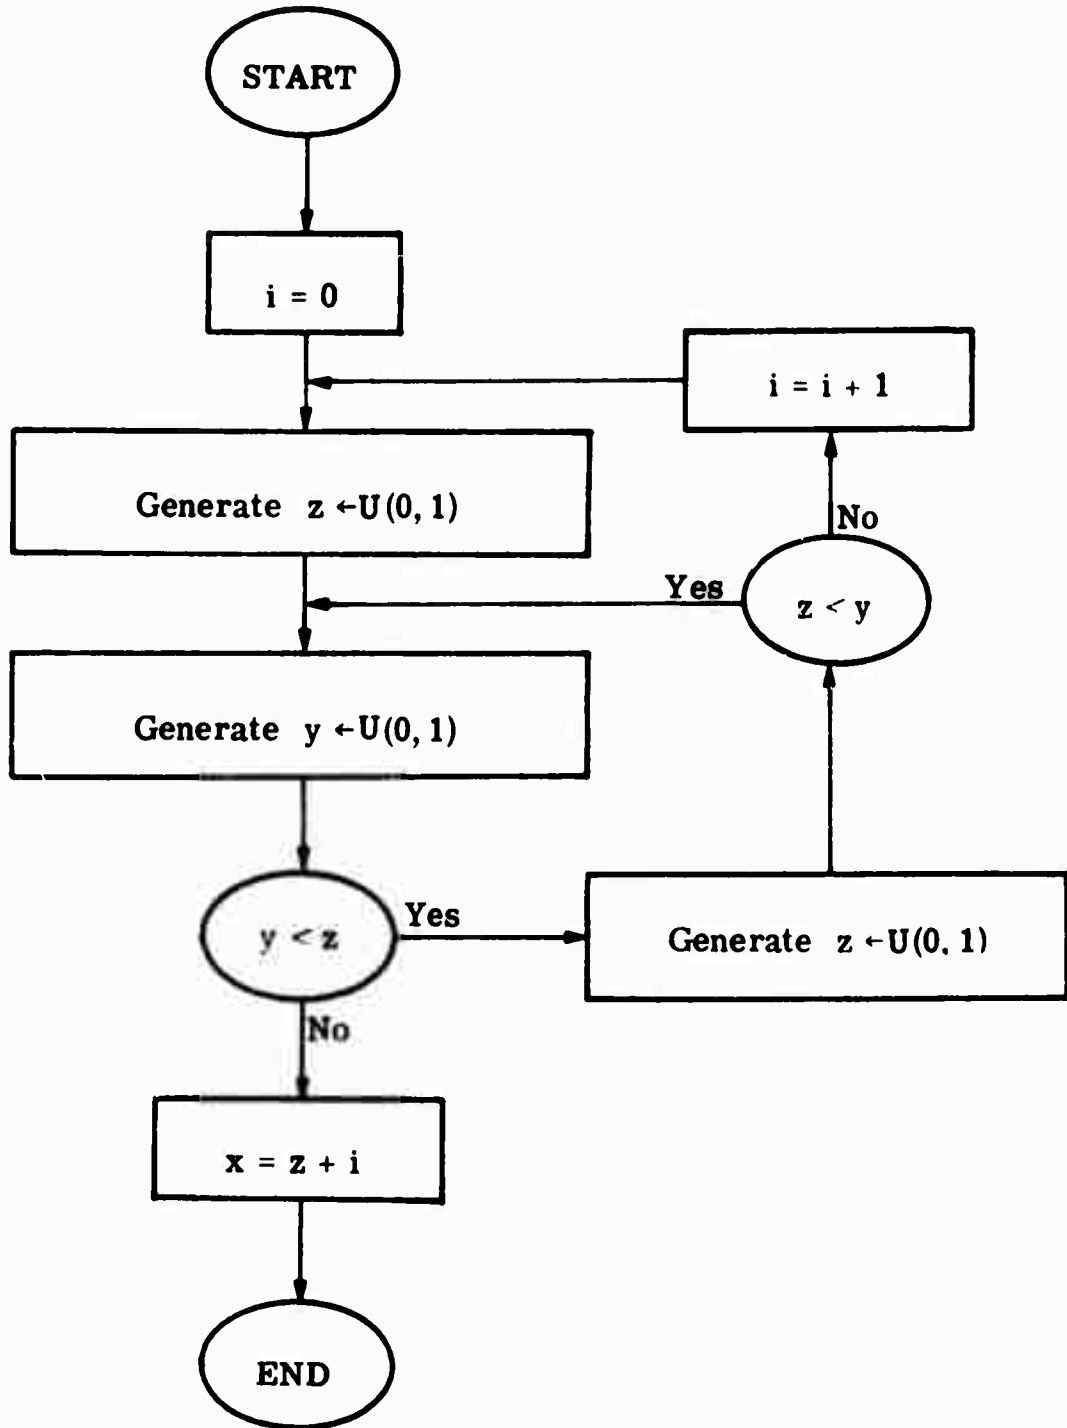 START
i = 0
i = i + 1
Generate z ←U(0, 1)
No
Yes
z < y
Generate y ←U(0, 1)
y < z
Yes
Generate z ←U(0. 1)
No
x = z + i
END